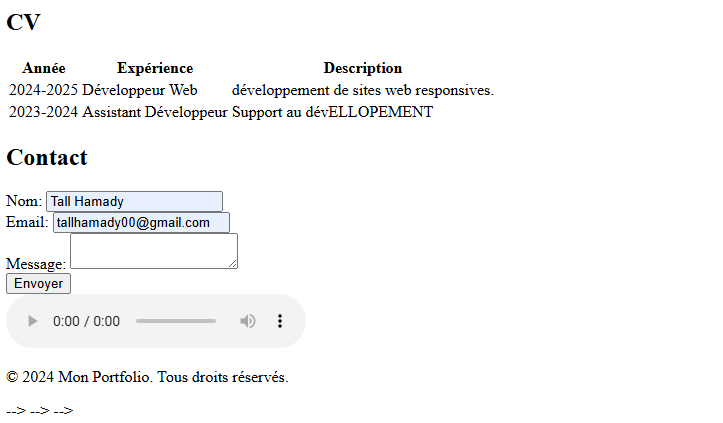 CV
Année Expérience Description
2024-2025 Développeur Web développement de sites web responsives.
2023-2024 Assistant Développeur Support au dévELLOPEMENT
Contact
Nom: Tall Hamady
Email: tallhamady00@gmail.com
Message:
Envoyer
0:00 / 0:00
© 2024 Mon Portfolio. Tous droits réservés.
--> --> -->